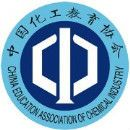 中国化工教育协会
CHINA EDUCATION ASSOCIATION OF CHEMICAL INDUSTRY